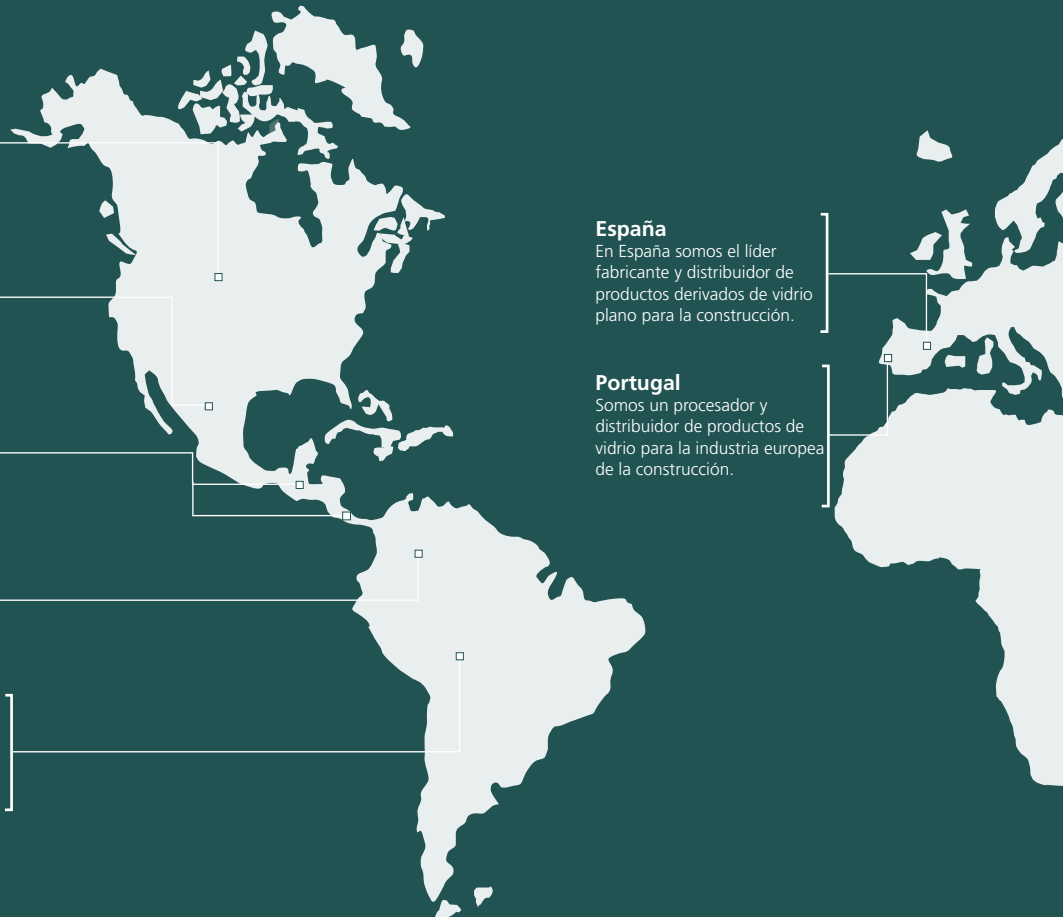 España
En España somos el líder
fabricante y distribuidor de
productos derivados de vidrio
plano para la construcción.
Portugal
Somos un procesador y
distribuidor de productos de
vidrio para la industria europea
de la construcción.